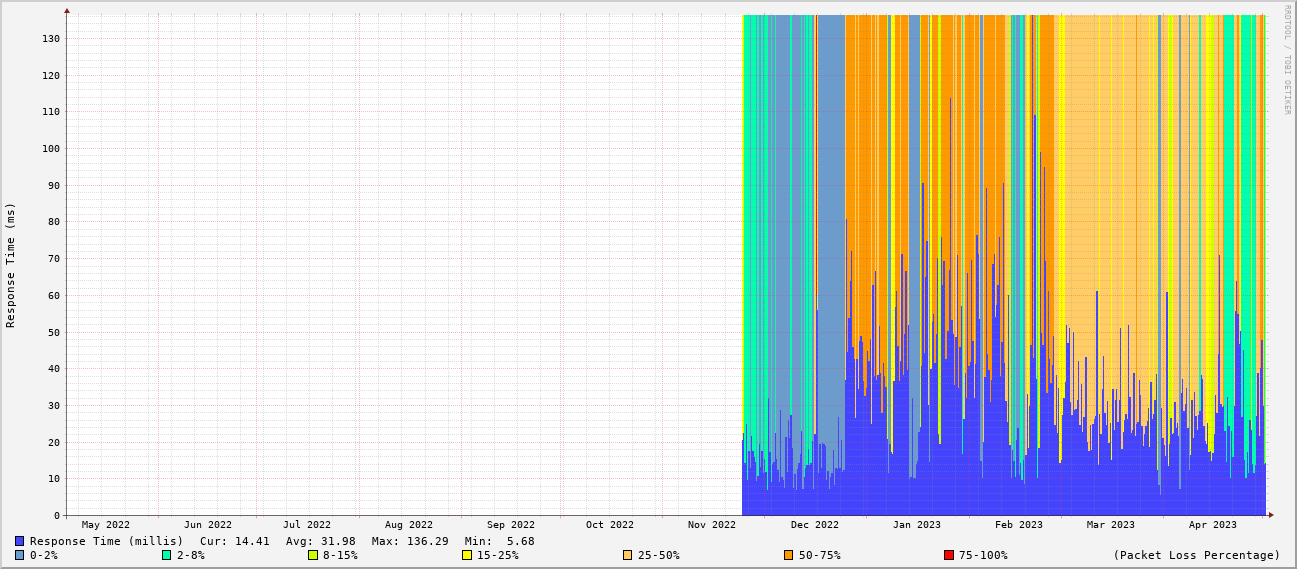 RRDTOOL / TOBI OETIKER
Response Time (ms)
130
120
110
100
90
80
70
60
50
40
30
20
10
0
May 2022 Jun 2022 Jul 2022 Aug 2022 Sep 2022 Oct 2022 Nov 2022 Dec 2022 Jan 2023 Feb 2023 Mar 2023 Apr 2023
Response Time (millis) Cur: 14.41 Avg: 31.98 Max: 136.29 Min: 5.68
0-2% 2-8% 8-15% 15-25% 25-50% 50-75% 75-100% (Packet Loss Percentage)